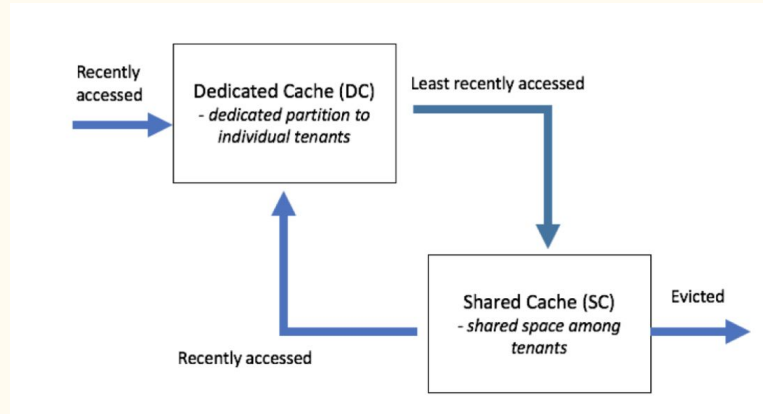 Recently
accessed
Dedicated Cache (DC)
- dedicated partition to
individual tenants
Least recently accessed
Shared Cache (SC)
- shared space among
tenants
Evicted
Recently accessed